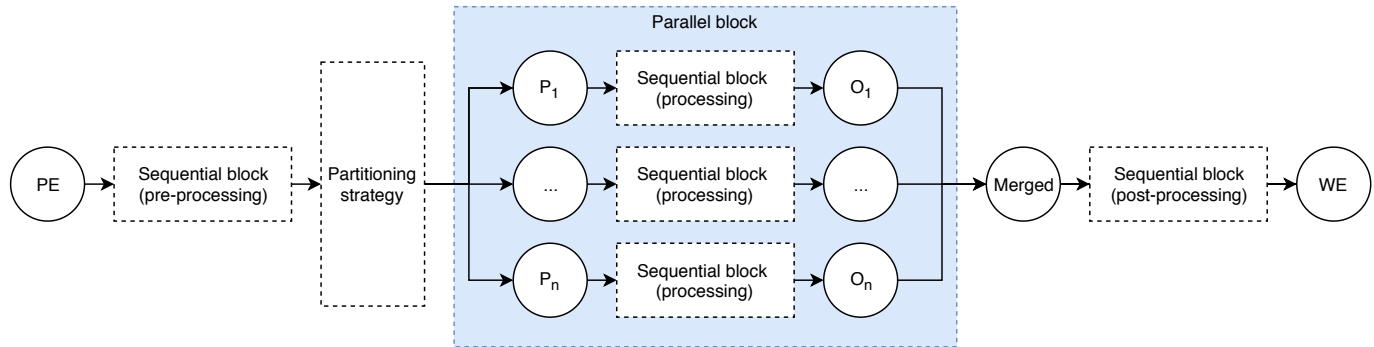 Parallel block
PE
Sequential block
(pre-processing)
Partitioning
strategy
P1
Sequential block
(processing)
O1
...
Sequential block
(processing)
...
Pn
Sequential block
(processing)
On
Merged
Sequential block
(post-processing)
WE